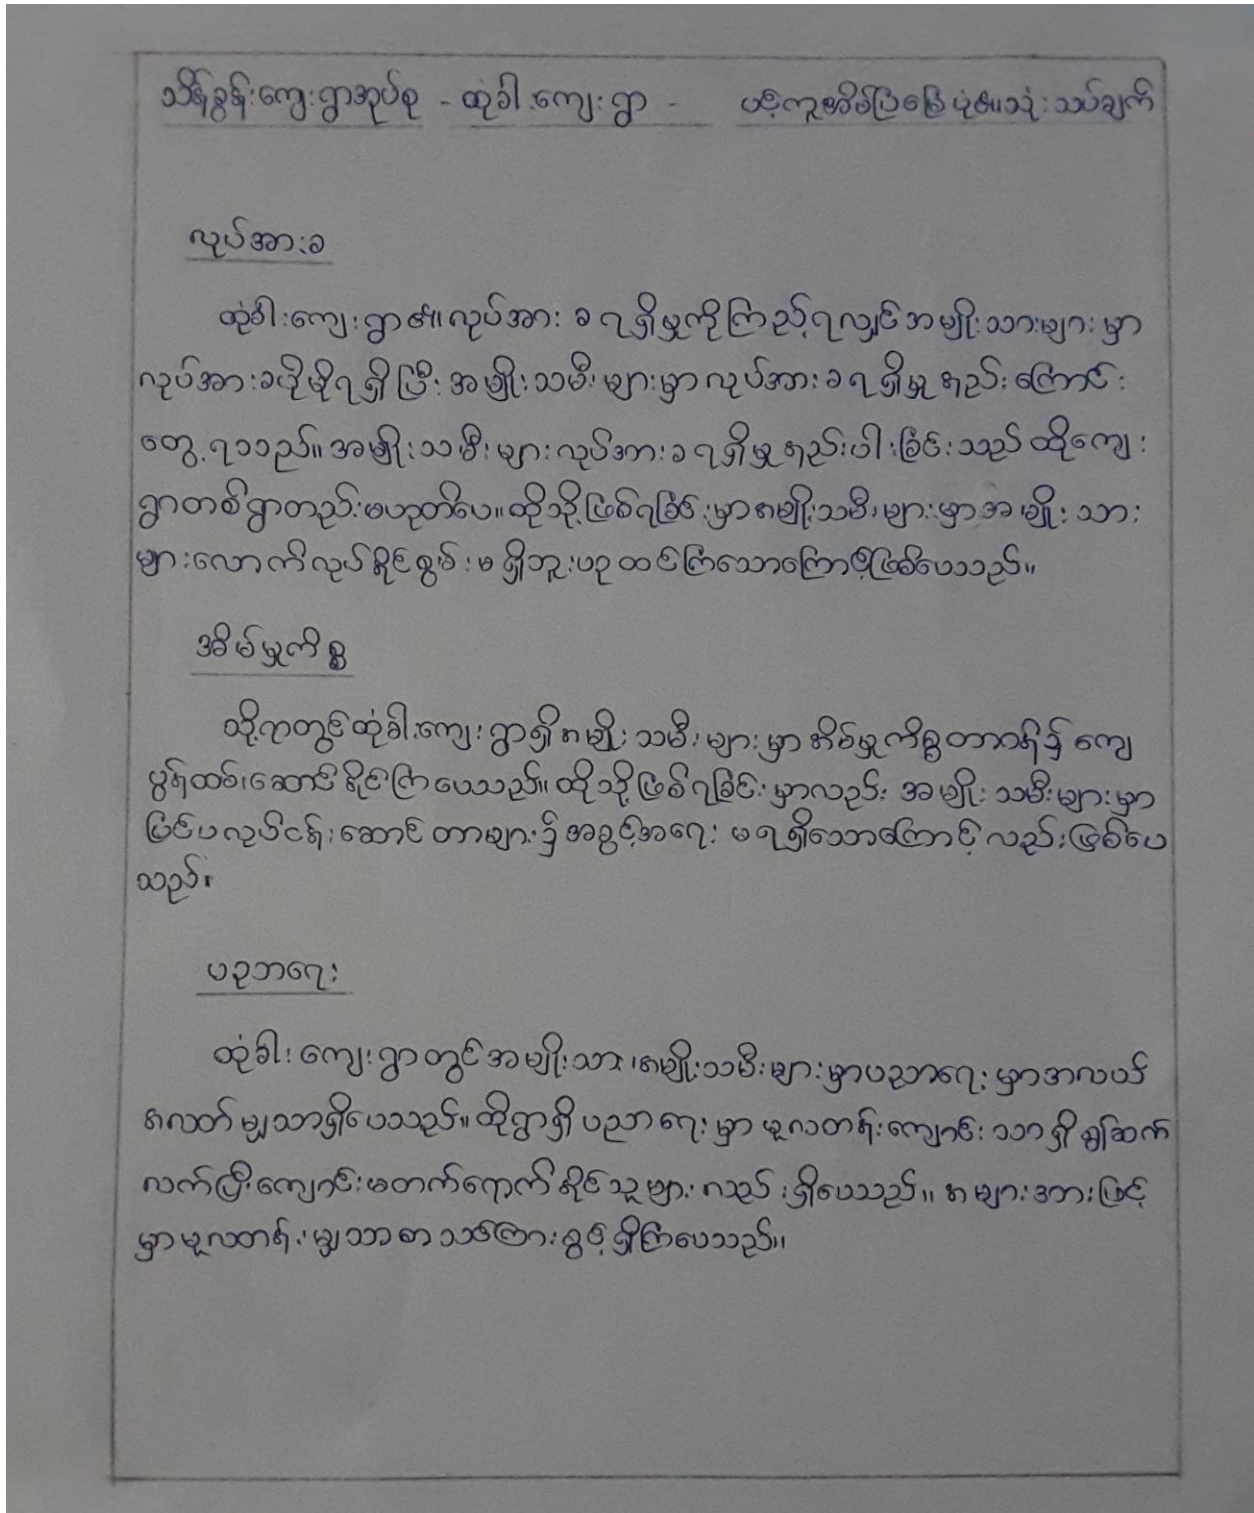 သိန်ခွန်းကျေးရွာအုပ်စု - ထုံခါးကျေးရွာ - ပင့်ကူအိမ်ပြမြေပုံ၏သုံးသပ်ချက်
လုပ်အားခ
ထုံခါးကျေးရွာ၏လုပ်အားခရရှိမှုကိုကြည့်ရလျှင်အမျိုးသားများမှာ
လုပ်အားခပိုမိုရရှိပြီးအမျိုးသမီးများမှာလုပ်အားခရရှိမှုနည်းကြောင်း
တွေ့ရသည်။ အမျိုးသမီးများလုပ်အားခရရှိမှုနည်းပါးခြင်းသည်ထိုကျေး
ရွာတစ်ရွာတည်းမဟုတ်ပေ။ ထိုသို့ဖြစ်ရခြင်းမှာအမျိုးသမီးများမှာအမျိုးသား
များလောက်လုပ်နိုင်စွမ်းမရှိဘူးဟုထင်ကြသောကြောင့်ဖြစ်ပေသည်။
အိမ်မှုကိစ္စ
သို့ရာတွင်ထုံခါးကျေးရွာရှိအမျိုးသမီးများမှာအိမ်မှုကိစ္စတာဝန်၌ကျေ
ပွန်ထမ်းဆောင်နိုင်ကြပေသည်။ ထိုသို့ဖြစ်ရခြင်းမှာလည်း အမျိုးသမီးများမှာ
ပြင်ပလုပ်ငန်းဆောင်တာများ၌အခွင့်အရေးမရရှိသောကြောင့်လည်းဖြစ်ပေ
သည်။
ပညာရေး
ထုံခါးကျေးရွာတွင်အမျိုးသား၊အမျိုးသမီးများမှာပညာရေးမှာအလယ်
အလတ်မျှသာရှိပေသည်။ ထိုရွာရှိပညာရေးမှာမူလတန်းကျောင်းသာရှိ၍ဆက်
လက်ပြီးကျောင်းမတက်ရောက်နိုင်သူများလည်းရှိပေသည်။ အများအားဖြင့်
မှာမူလတန်းမျှသာစာသင်ကြားခွင့်ရှိကြပေသည်။